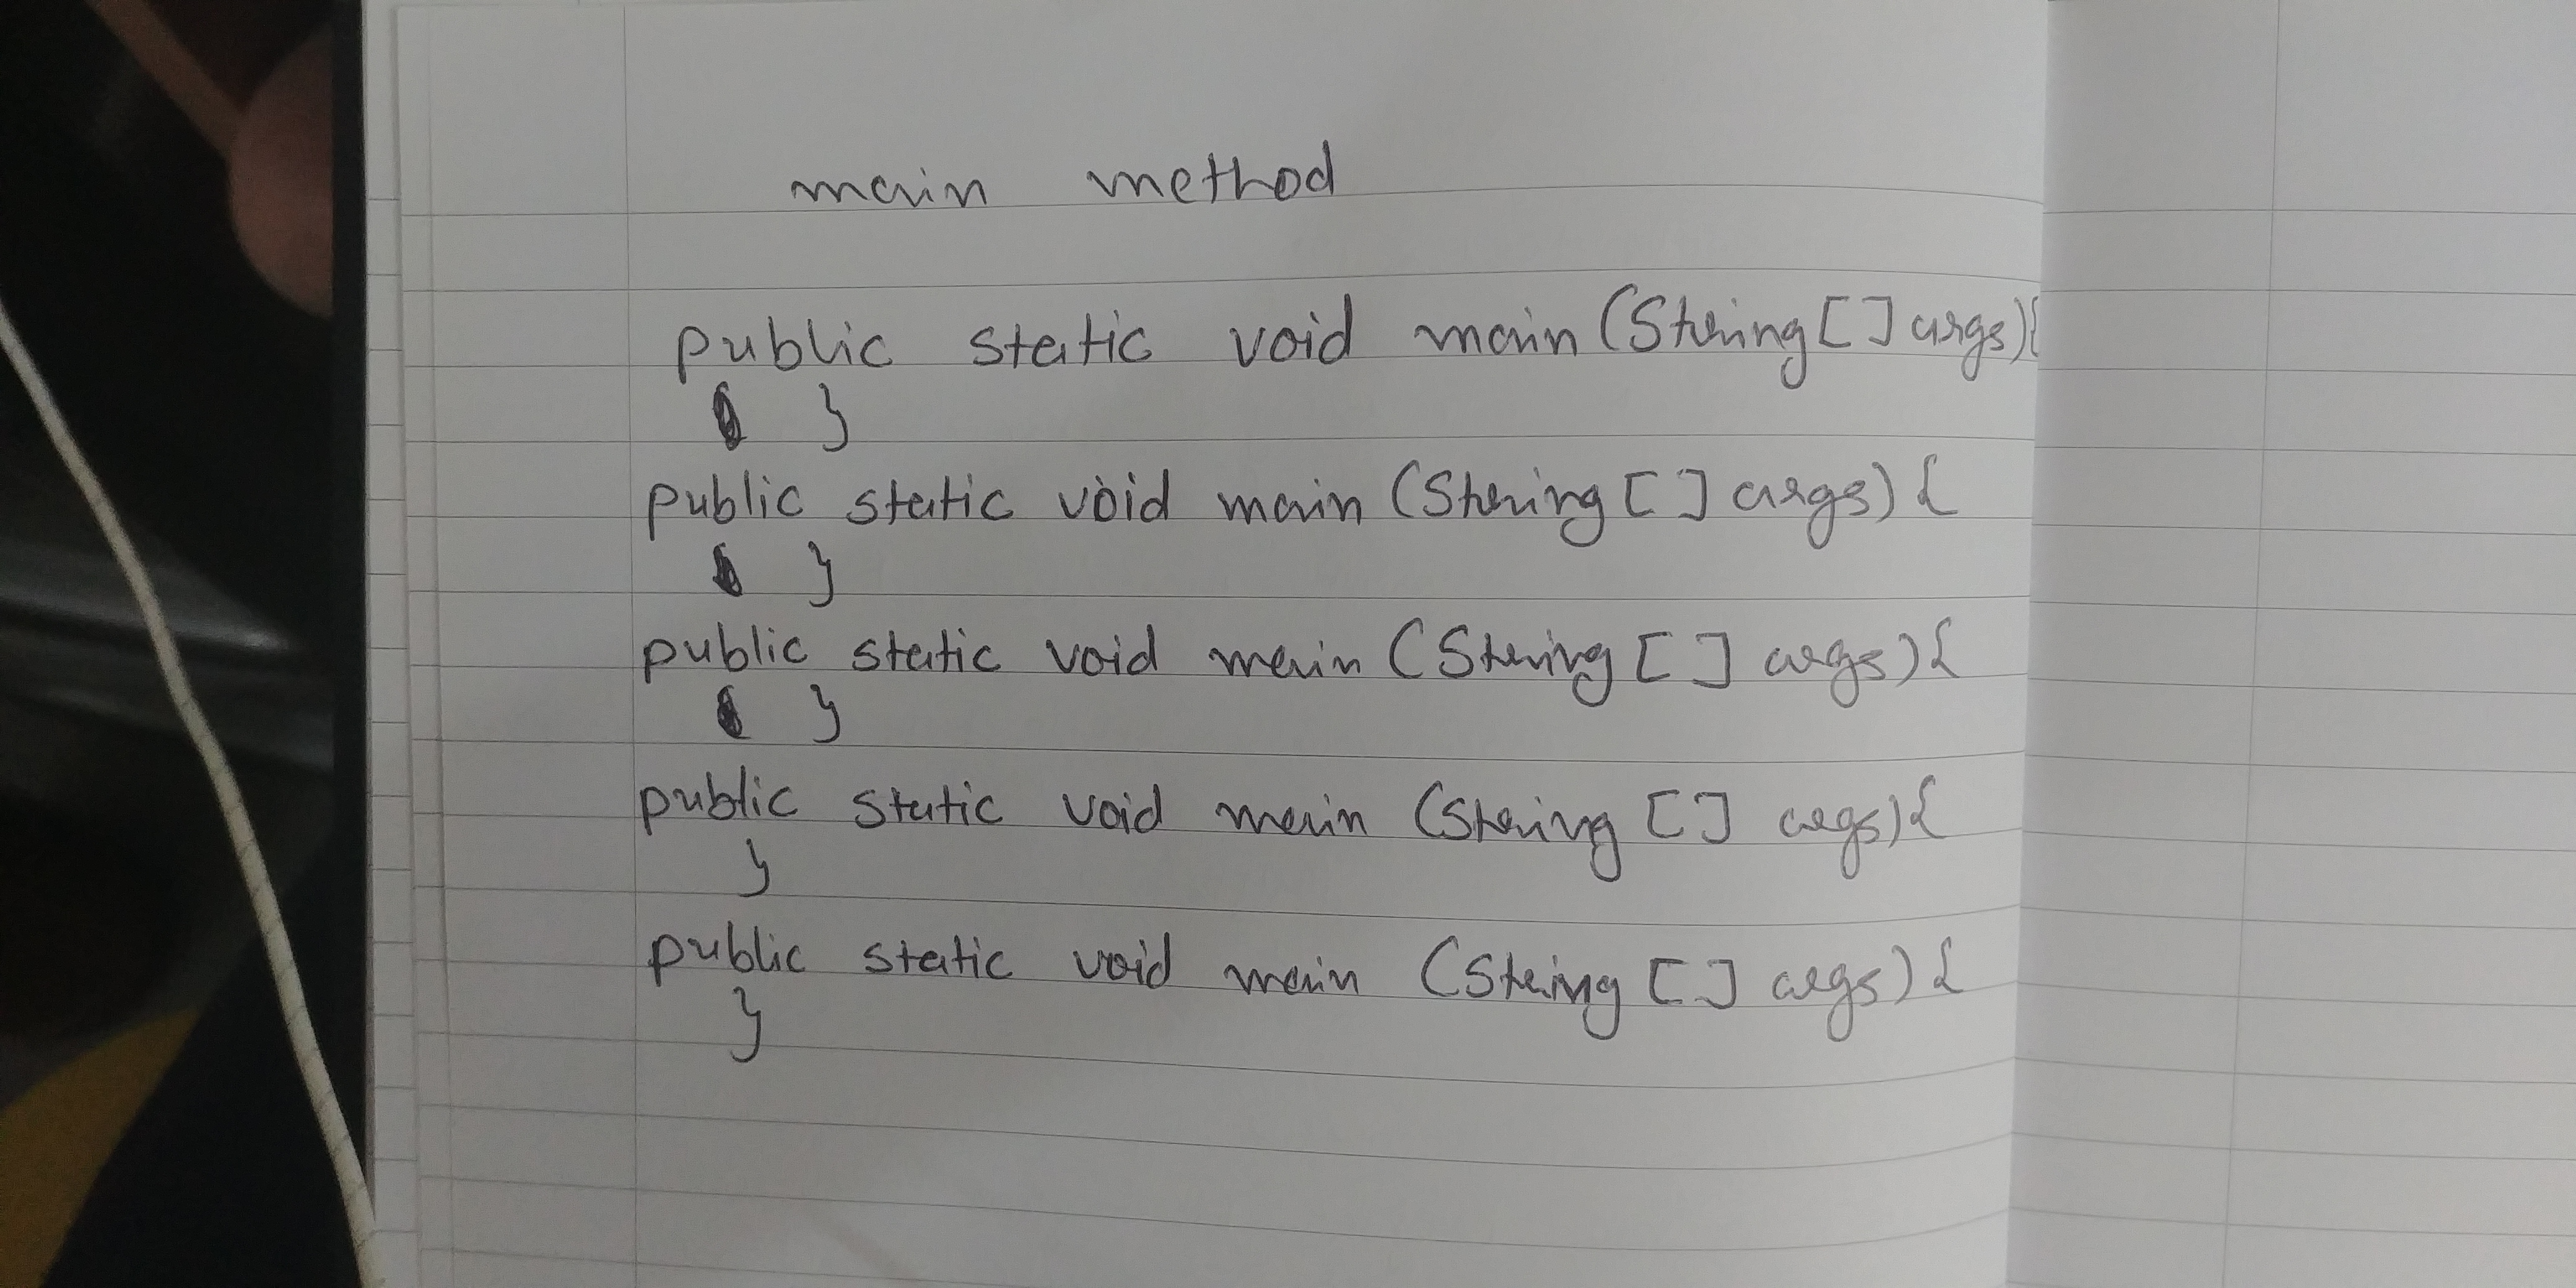 main method
public static void main (String [] args){
}
public static void main (String [] args) {
}
public static void main (String [] args){
}
public static void main (String [] args){
}
public static void main (String [] args) {
}